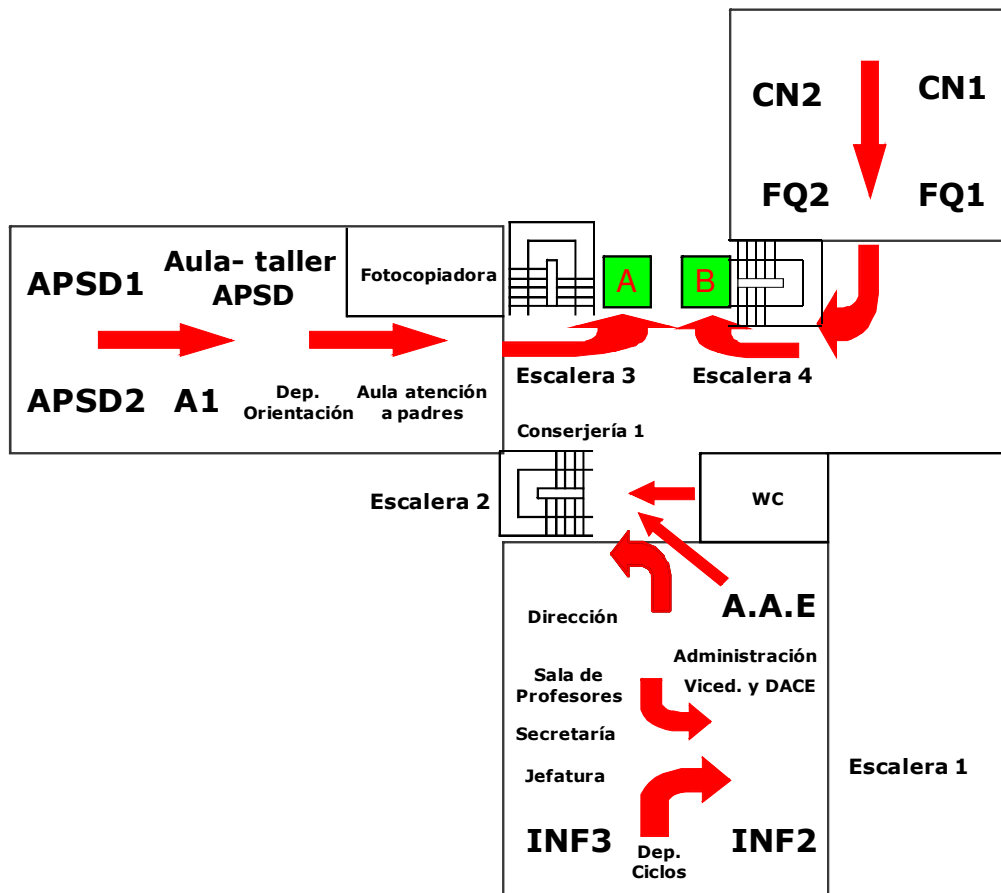 CN2
CN1
FQ2
FQ1
APSD1
Aula- taller
APSD
Fotocopiadora
A
B
APSD2
A1
Dep.
Orientación
Aula atención
a padres
Escalera 3
Escalera 4
Conserjería 1
Escalera 2
WC
Dirección
A.A.E
Administración
Viced. y DACE
Sala de
Profesores
Secretaría
Jefatura
Escalera 1
INF3
Dep.
Ciclos
INF2